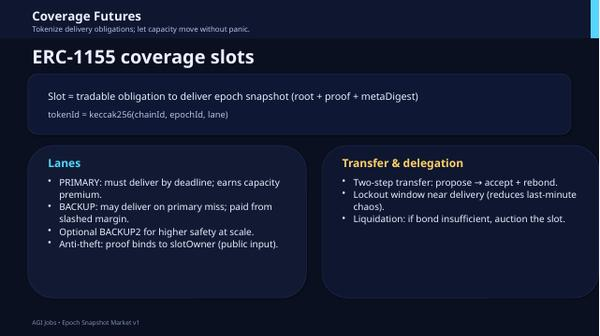 Coverage Futures
Tokenize delivery obligations; let capacity move without panic.
ERC-1155 coverage slots
Slot = tradable obligation to deliver epoch snapshot (root + proof + metaDigest)
tokenId = keccak256(chainId, epochId, lane)
Lanes
• PRIMARY: must deliver by deadline; earns capacity
premium.
• BACKUP: may deliver on primary miss; paid from
slashed margin.
• Optional BACKUP2 for higher safety at scale.
• Anti-theft: proof binds to slotOwner (public input).
Transfer & delegation
• Two-step transfer: propose → accept + rebond.
• Lockout window near delivery (reduces last-minute
chaos).
• Liquidation: if bond insufficient, auction the slot.
AGI Jobs • Epoch Snapshot Market v1